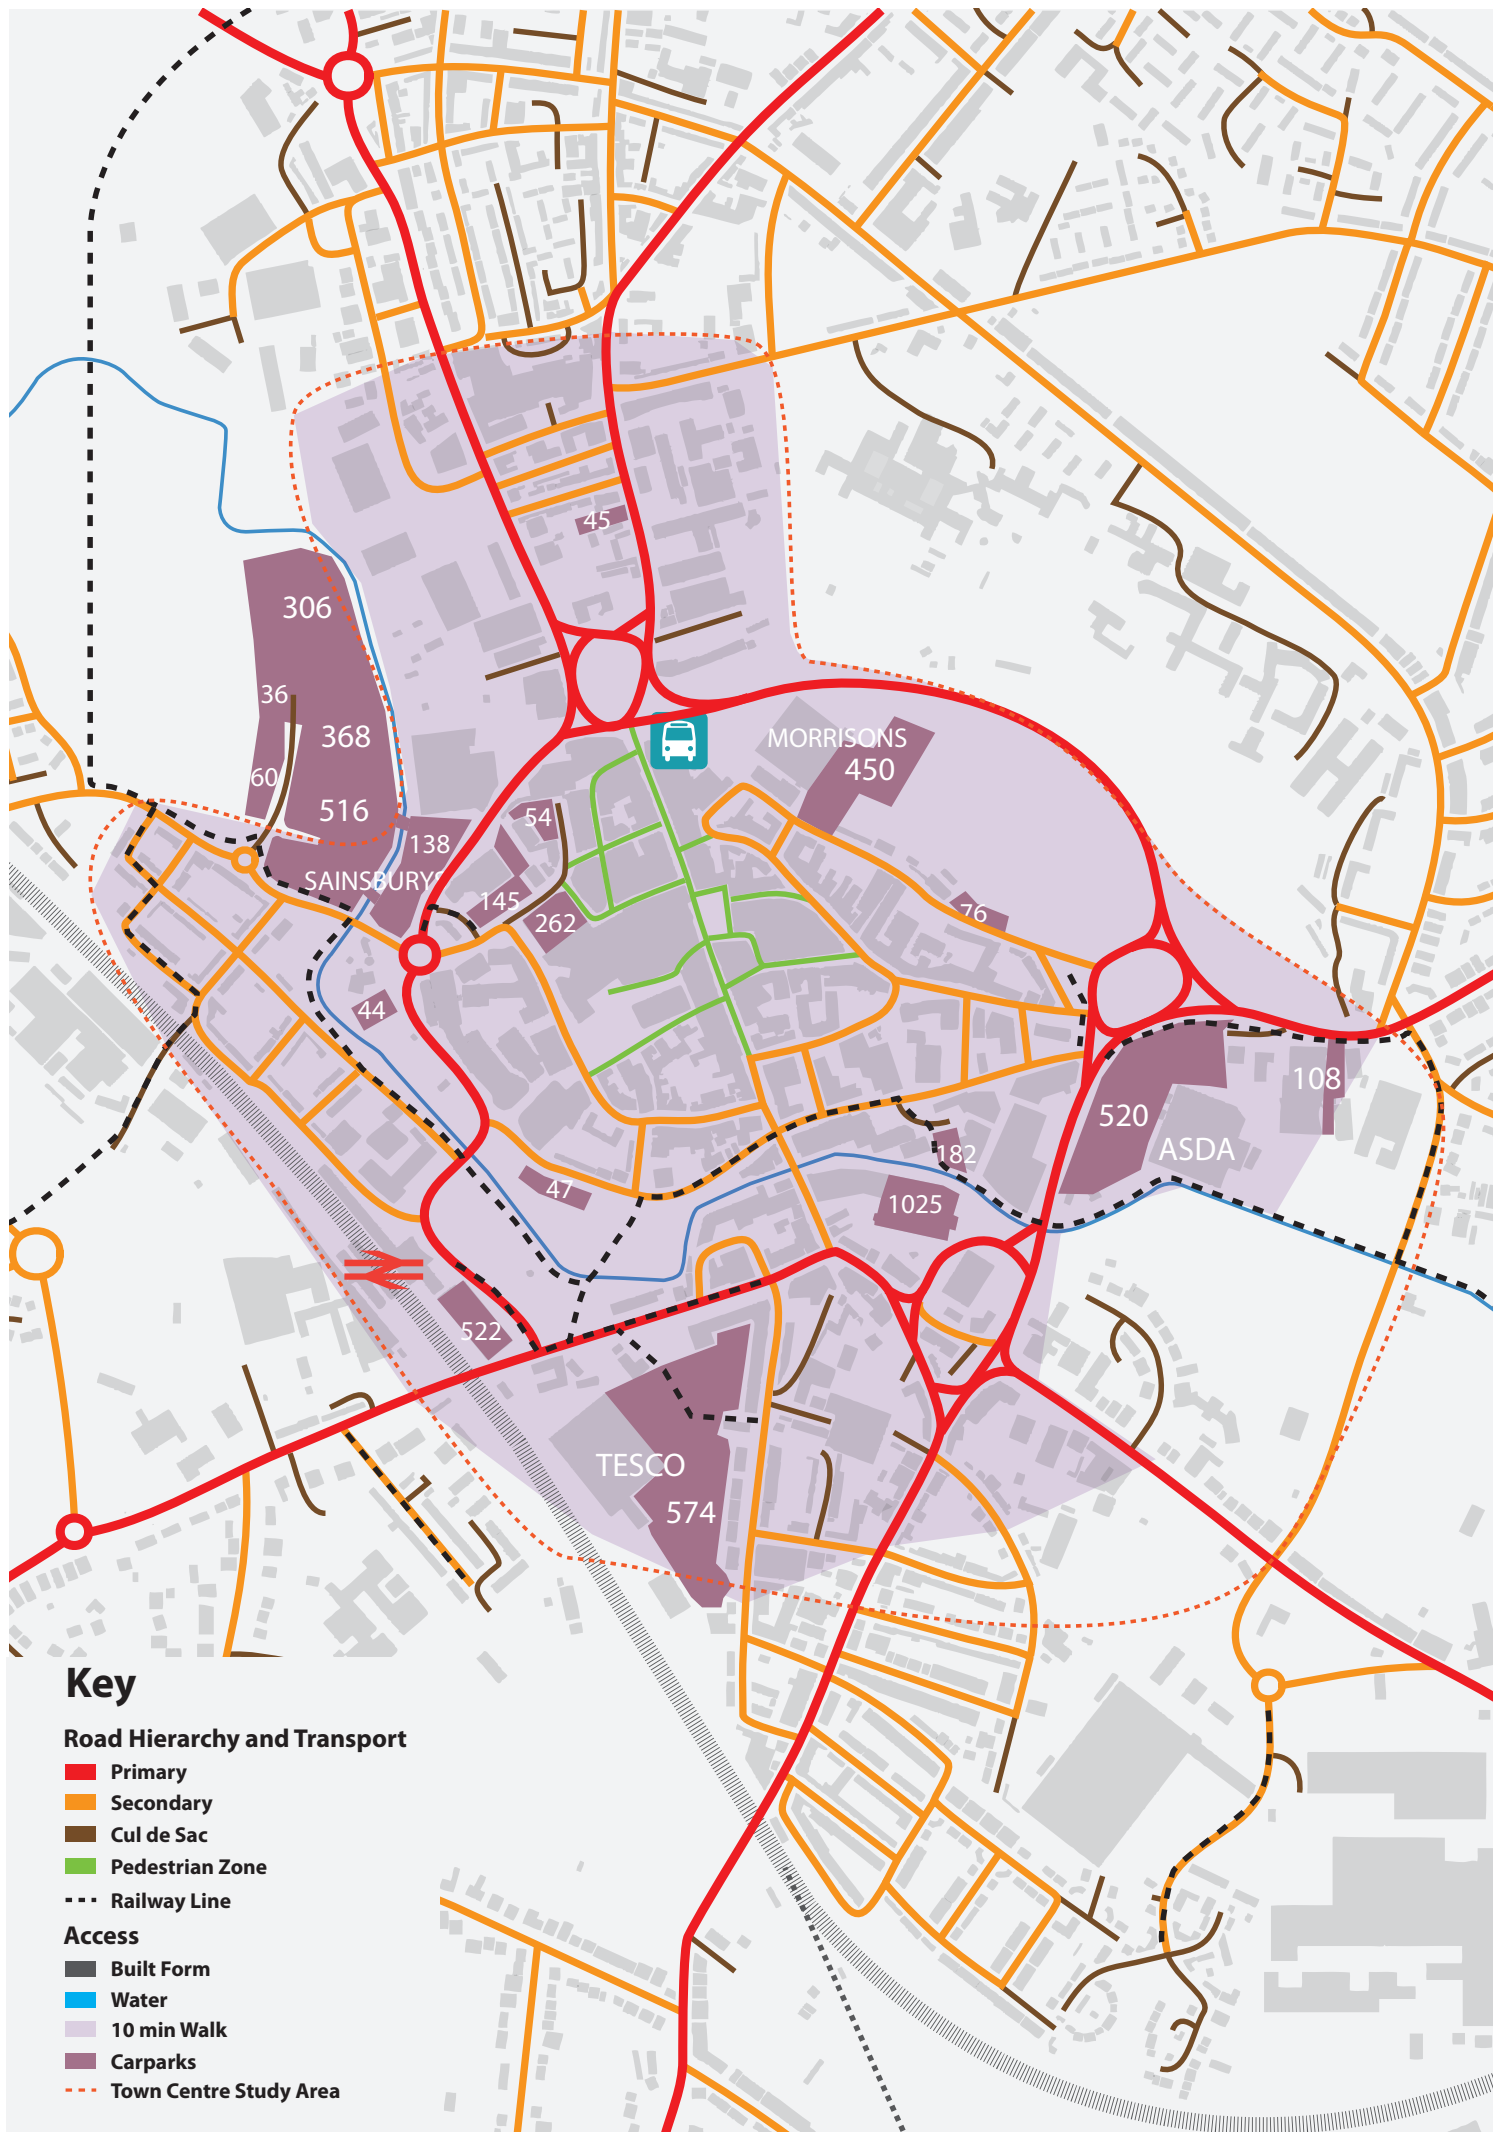 45
306
36
368
MORRISONS
450
60
516
54
138
SAINSBURYS
145
262
76
44
108
520
ASDA
182
47
1025
522
TESCO
574
Key
Road Hierarchy and Transport
Primary
Secondary
Cul de Sac
Pedestrian Zone
Railway Line
Access
Built Form
Water
10 min Walk
Carparks
Town Centre Study Area